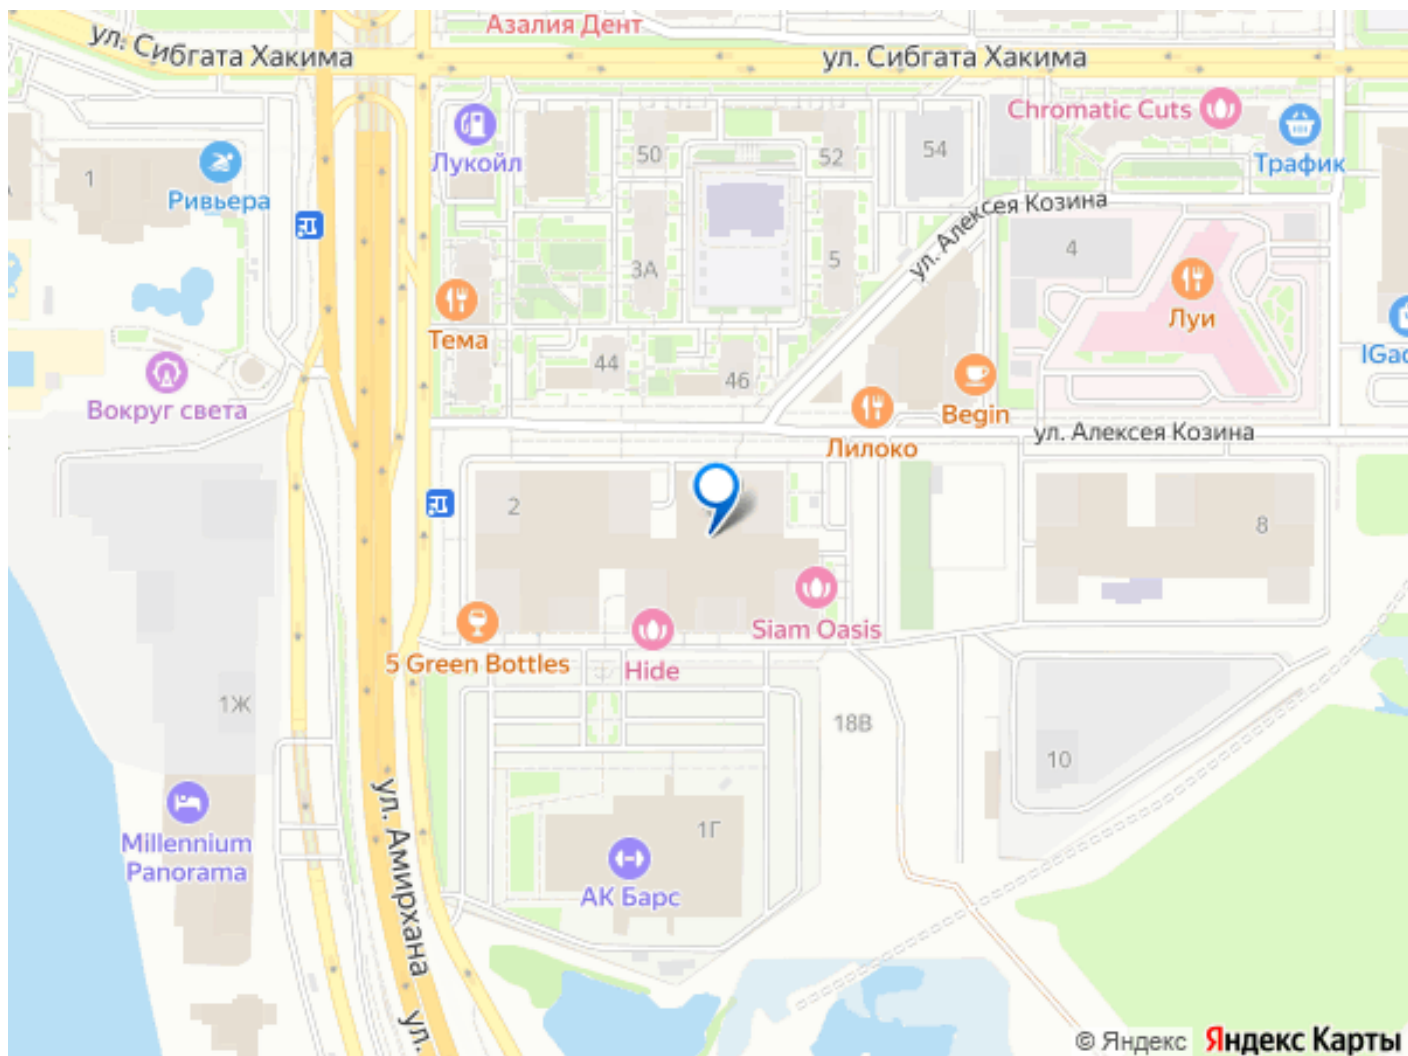 Азалия Дент
ул. Сибгата Хакима
ул. Сибгата Хакима
Chromatic Cuts
Лукойл
50
52
54
Трафик
1
Ривьера
ул. Алексея Козина
4
3А
5
Луи
Тема
44
46
IGa
Вокруг света
Begin
Лилоко
ул. Алексея Козина
2
8
Siam Oasis
5 Green Bottles
Hide
1Ж
18В
10
ул. Амирхана
Millennium
Panorama
1Г
АК Барс
ул.
© Яндекс Яндекс Карты